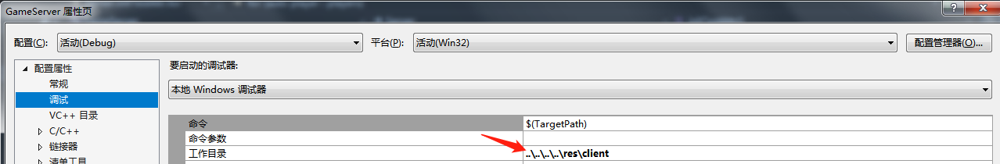 GameServer 属性页
配置(C): 活动(Debug) 平台(P): 活动(Win32) 配置管理器(O)...
配置属性
常规
调试
VC++ 目录
C/C++
链接器
清单工具
要启动的调试器:
本地 Windows 调试器
命令 $(TargetPath)
命令参数
工作目录 ..\..\..\..\res\client